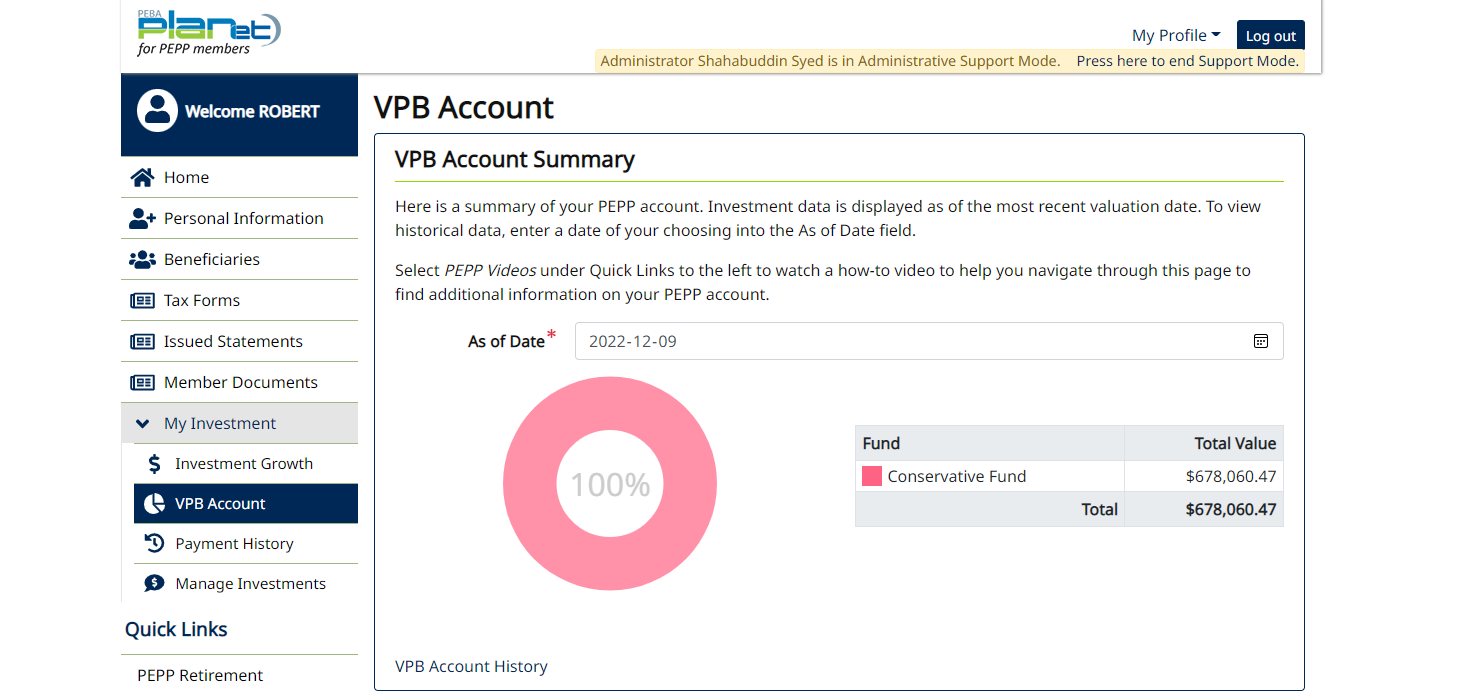 PEBA
planet
for PEPP members
My Profile
Log out
Administrator Shahabuddin Syed is in Administrative Support Mode. Press here to end Support Mode.
Welcome ROBERT
Home
Personal Information
Beneficiaries
Tax Forms
Issued Statements
Member Documents
My Investment
Investment Growth
VPB Account
Payment History
Manage Investments
Quick Links
PEPP Retirement
VPB Account
VPB Account Summary
Here is a summary of your PEPP account. Investment data is displayed as of the most recent valuation date. To view
historical data, enter a date of your choosing into the As of Date field.
Select PEPP Videos under Quick Links to the left to watch a how-to video to help you navigate through this page to
find additional information on your PEPP account.
As of Date* 2022-12-09
100%
Fund Total Value
Conservative Fund $678,060.47
Total $678,060.47
VPB Account History